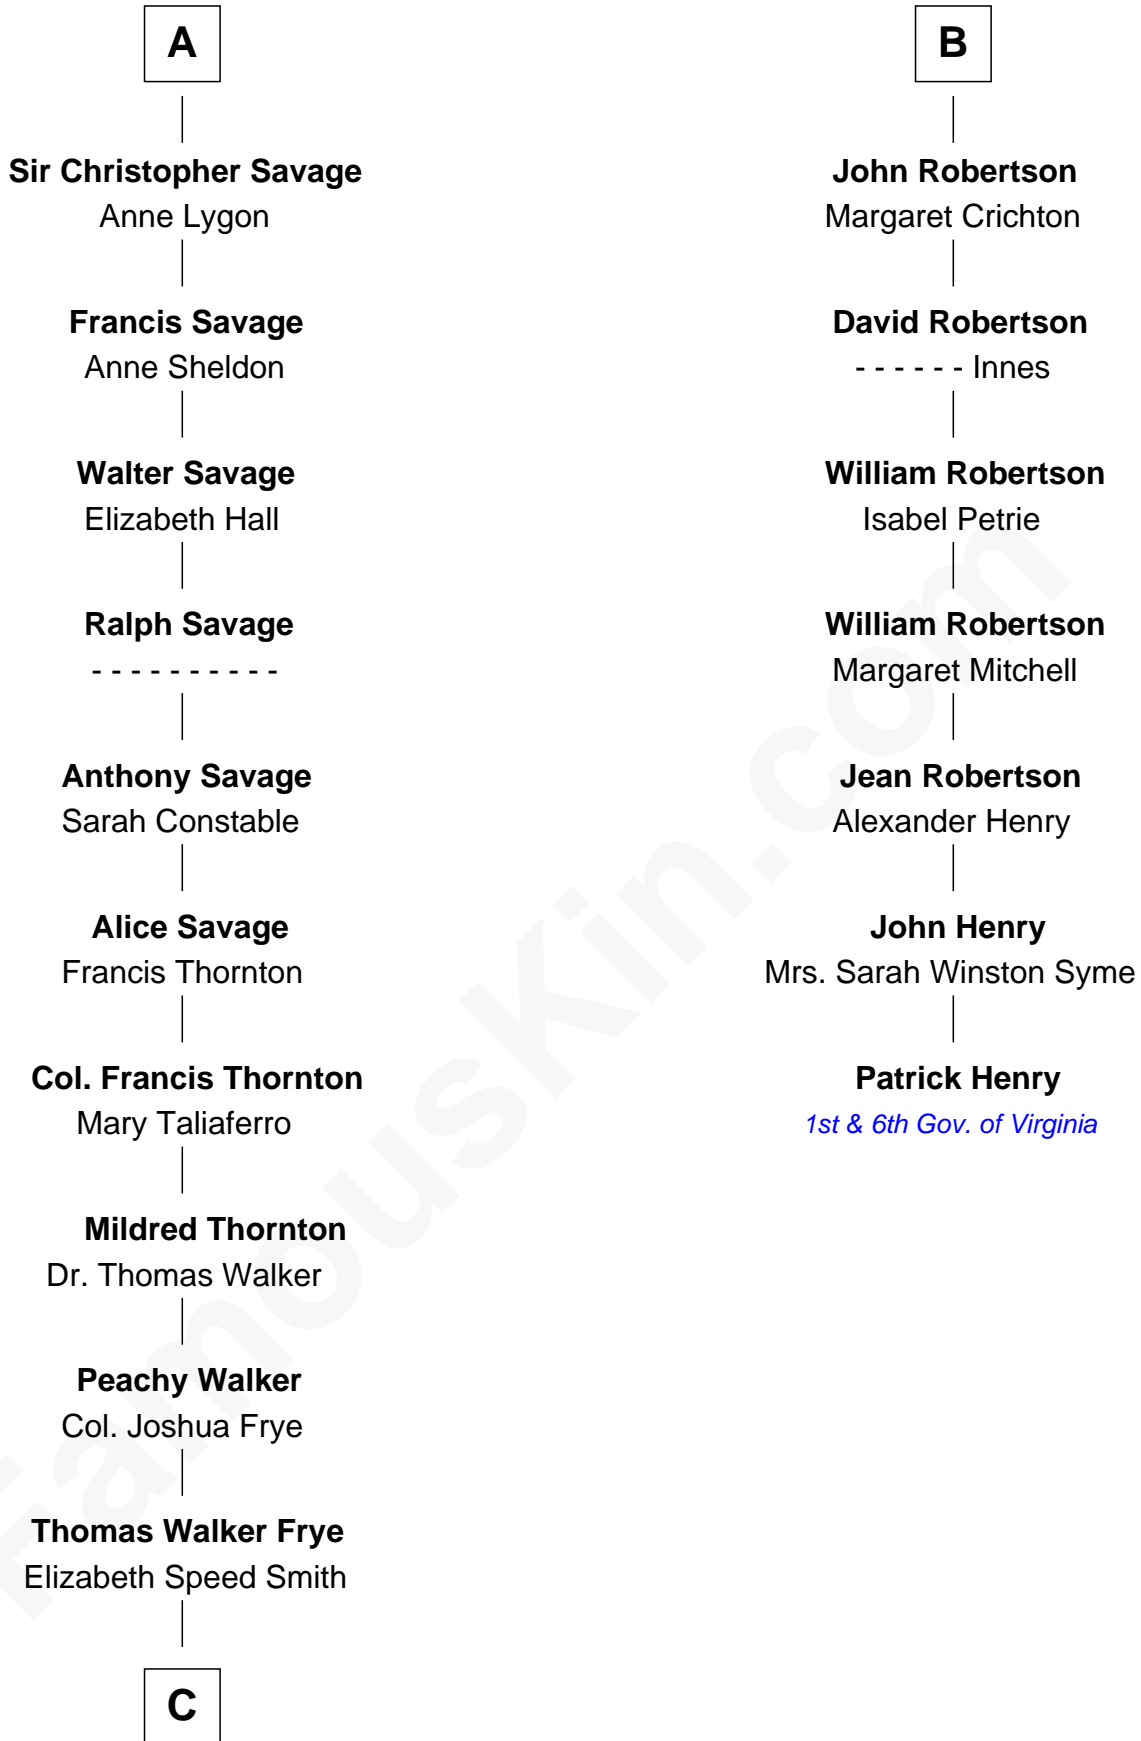 A
Sir Christopher Savage
Anne Lygon
Francis Savage
Anne Sheldon
Walter Savage
Elizabeth Hall
Ralph Savage
- - - - - - - - - -
Anthony Savage
Sarah Constable
Alice Savage
Francis Thornton
Col. Francis Thornton
Mary Taliaferro
Mildred Thornton
Dr. Thomas Walker
Peachy Walker
Col. Joshua Frye
Thomas Walker Frye
Elizabeth Speed Smith
C
B
John Robertson
Margaret Crichton
David Robertson
- - - - - - Innes
William Robertson
Isabel Petrie
William Robertson
Margaret Mitchell
Jean Robertson
Alexander Henry
John Henry
Mrs. Sarah Winston Syme
Patrick Henry
1st & 6th Gov. of Virginia
FamousKin.com